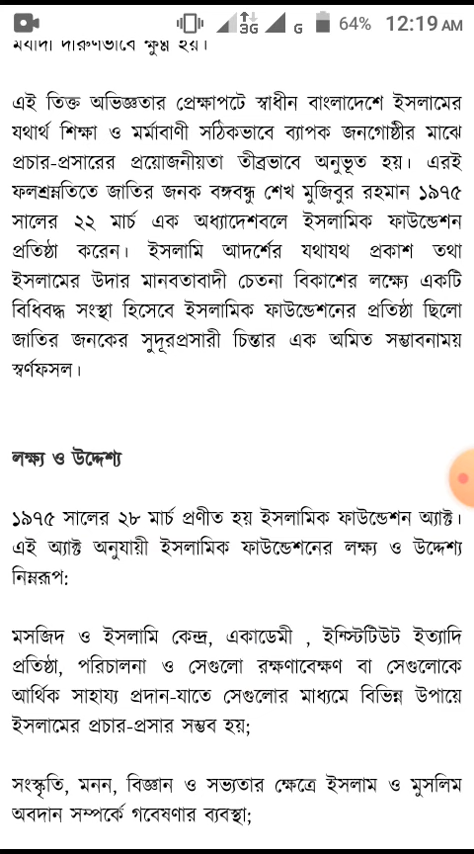 3G G 64% 12:19 AM
মর্যাদা দারুণভাবে ক্ষুন্ন হয়।
এই তিক্ত অভিজ্ঞতার প্রেক্ষাপটে স্বাধীন বাংলাদেশে ইসলামের
যথার্থ শিক্ষা ও মর্মাবাণী সঠিকভাবে ব্যাপক জনগোষ্ঠীর মাঝে
প্রচার-প্রসারের প্রয়োজনীয়তা তীব্রভাবে অনুভূত হয়। এরই
ফলশ্রম্নতিতে জাতির জনক বঙ্গবন্ধু শেখ মুজিবুর রহমান ১৯৭৫
সালের ২২ মার্চ এক অধ্যাদেশবলে ইসলামিক ফাউন্ডেশন
প্রতিষ্ঠা করেন। ইসলামি আদর্শের যথাযথ প্রকাশ তথা
ইসলামের উদার মানবতাবাদী চেতনা বিকাশের লক্ষ্যে একটি
বিধিবদ্ধ সংস্থা হিসেবে ইসলামিক ফাউন্ডেশনের প্রতিষ্ঠা ছিলো
জাতির জনকের সুদূরপ্রসারী চিন্তার এক অমিত সম্ভাবনাময়
স্বর্ণফসল।
লক্ষ্য ও উদ্দেশ্য
১৯৭৫ সালের ২৮ মার্চ প্রণীত হয় ইসলামিক ফাউন্ডেশন অ্যাক্ট।
এই অ্যাক্ট অনুযায়ী ইসলামিক ফাউন্ডেশনের লক্ষ্য ও উদ্দেশ্য
নিম্নরূপ:
মসজিদ ও ইসলামি কেন্দ্র, একাডেমী , ইন্স্টিটিউট ইত্যাদি
প্রতিষ্ঠা, পরিচালনা ও সেগুলো রক্ষণাবেক্ষণ বা সেগুলোকে
আর্থিক সাহায্য প্রদান-যাতে সেগুলোর মাধ্যমে বিভিন্ন উপায়ে
ইসলামের প্রচার-প্রসার সম্ভব হয়;
সংস্কৃতি, মনন, বিজ্ঞান ও সভ্যতার ক্ষেত্রে ইসলাম ও মুসলিম
অবদান সম্পর্কে গবেষণার ব্যবস্থা;